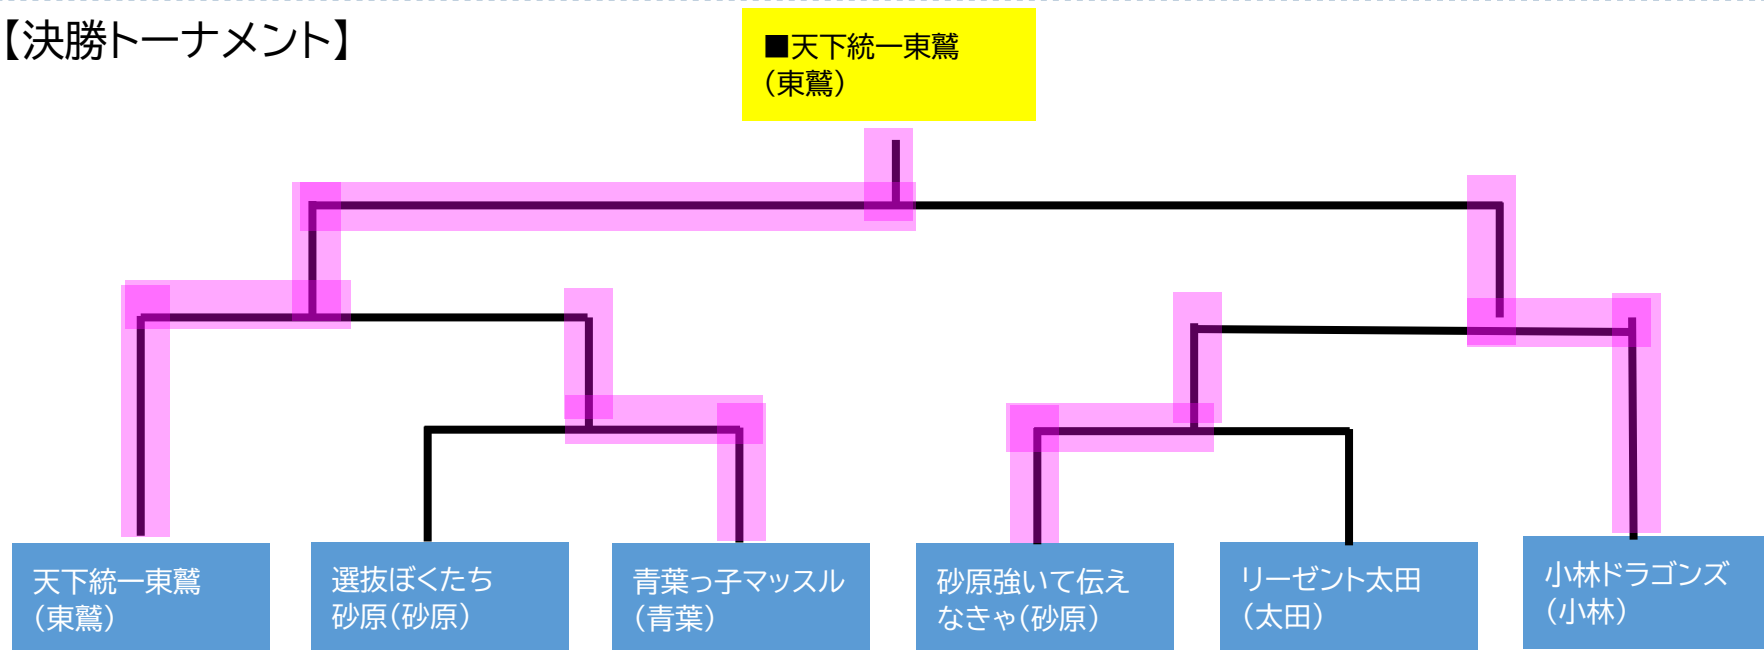 【決勝トーナメント】
■天下統一東鷲
(東鷲)
天下統一東鷲
(東鷲)
選抜ぼくたち
砂原(砂原)
青葉っ子マッスル
(青葉)
砂原強いて伝え
なきゃ(砂原)
リーゼント太田
(太田)
小林ドラゴンズ
(小林)